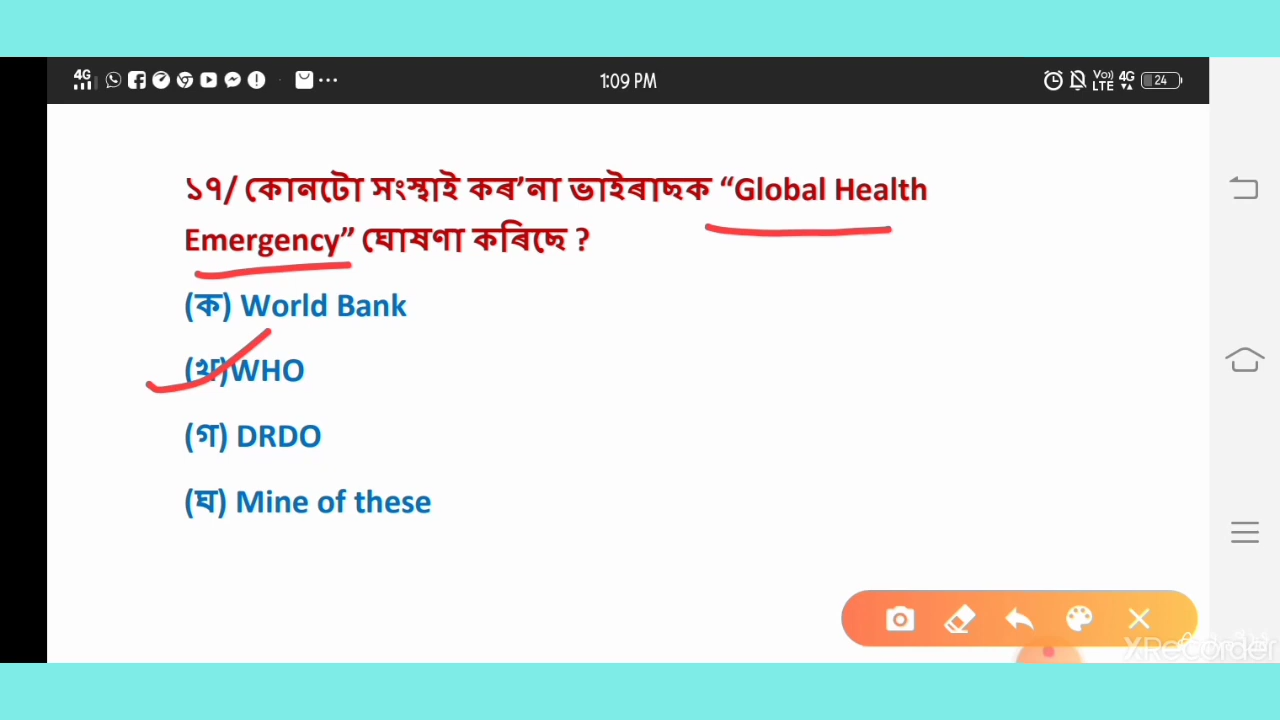 4G 1:09 PM Vo) LTE 4G 24
১৭/ কোনটো সংস্থাই কৰ’না ভাইৰাছক “Global Health
Emergency” ঘোষণা কৰিছে ?
(ক) World Bank
(খ)WHO
(গ) DRDO
(ঘ) Mine of these
XRecorder